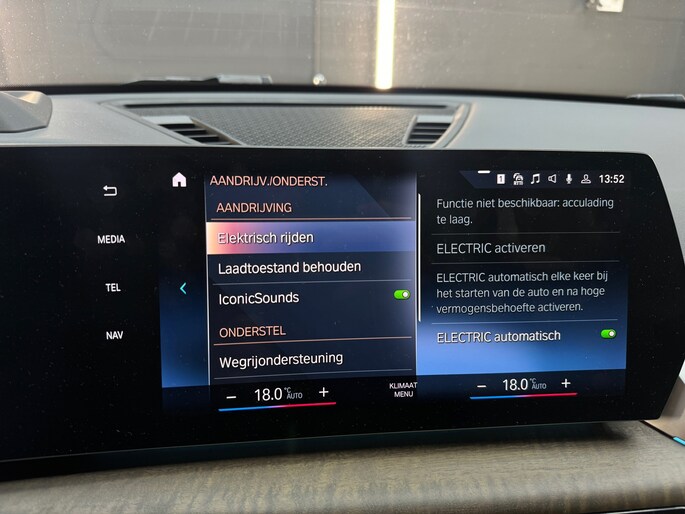 AANDRIJV./ONDERST.
1
13:52
MEDIA
TEL
NAV
AANDRIJVING
Elektrisch rijden
Laadtoestand behouden
IconicSounds
ONDERSTEL
Wegrijondersteuning
Functie niet beschikbaar: acculading
te laag.
ELECTRIC activeren
ELECTRIC automatisch elke keer bij
het starten van de auto en na hoge
vermogensbehoefte activeren.
ELECTRIC automatisch
− 18.0 °C AUTO +
KLIMAAT
MENU
− 18.0 °C AUTO +